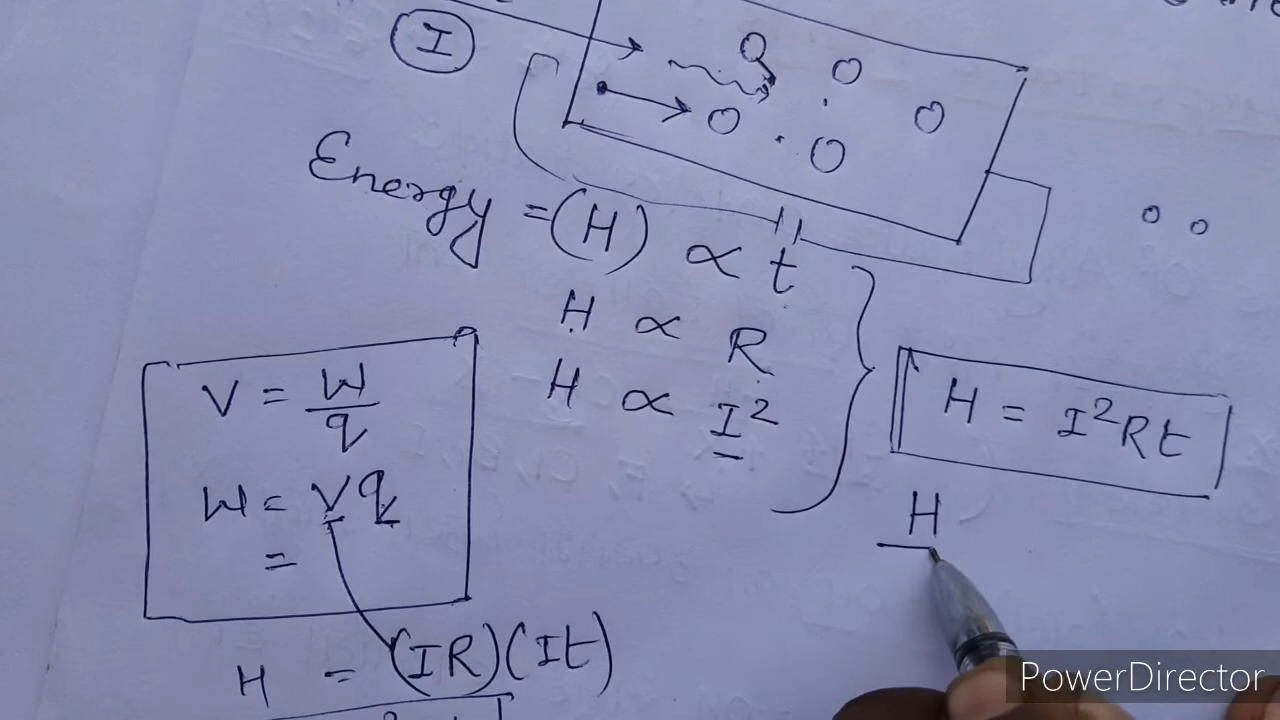 I
Energy = (H) ∝ t
H ∝ R
H ∝ I²
V = W/q
W = Vq
=
H = I²Rt
H
H = (IR)(It)
PowerDirector